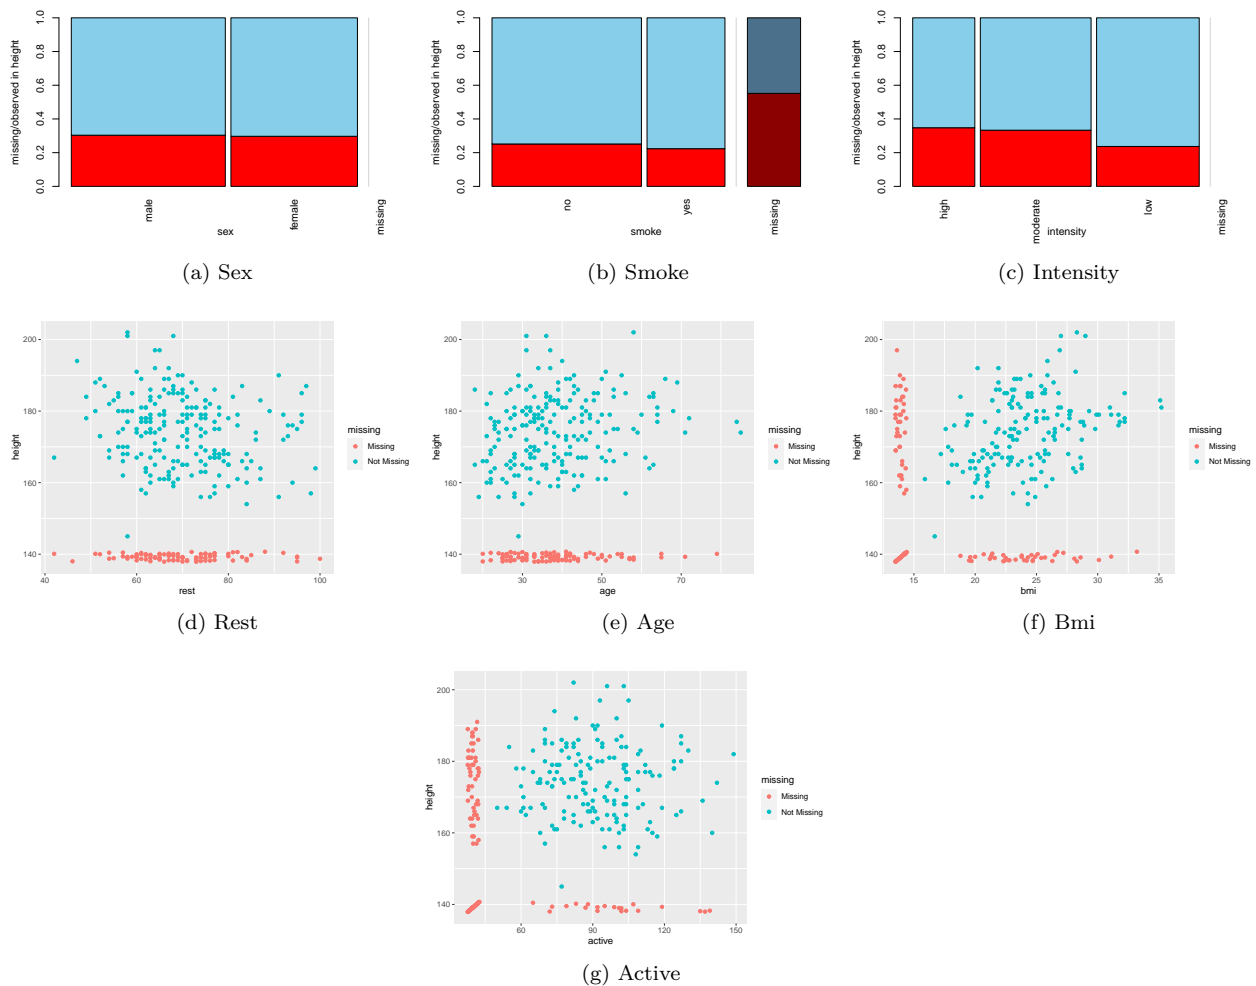 missing/observed in height
0.0 0.2 0.4 0.6 0.8 1.0
male
female
missing
sex
(a) Sex
missing/observed in height
0.0 0.2 0.4 0.6 0.8 1.0
no
yes
missing
smoke
(b) Smoke
missing/observed in height
0.0 0.2 0.4 0.6 0.8 1.0
high
moderate
low
missing
intensity
(c) Intensity
height
200
180
160
140
40 60 80 100
rest
missing
Missing
Not Missing
(d) Rest
height
200
180
160
140
30 50 70
age
missing
Missing
Not Missing
(e) Age
height
200
180
160
140
15 20 25 30 35
bmi
missing
Missing
Not Missing
(f) Bmi
height
200
180
160
140
60 90 120 150
active
missing
Missing
Not Missing
(g) Active